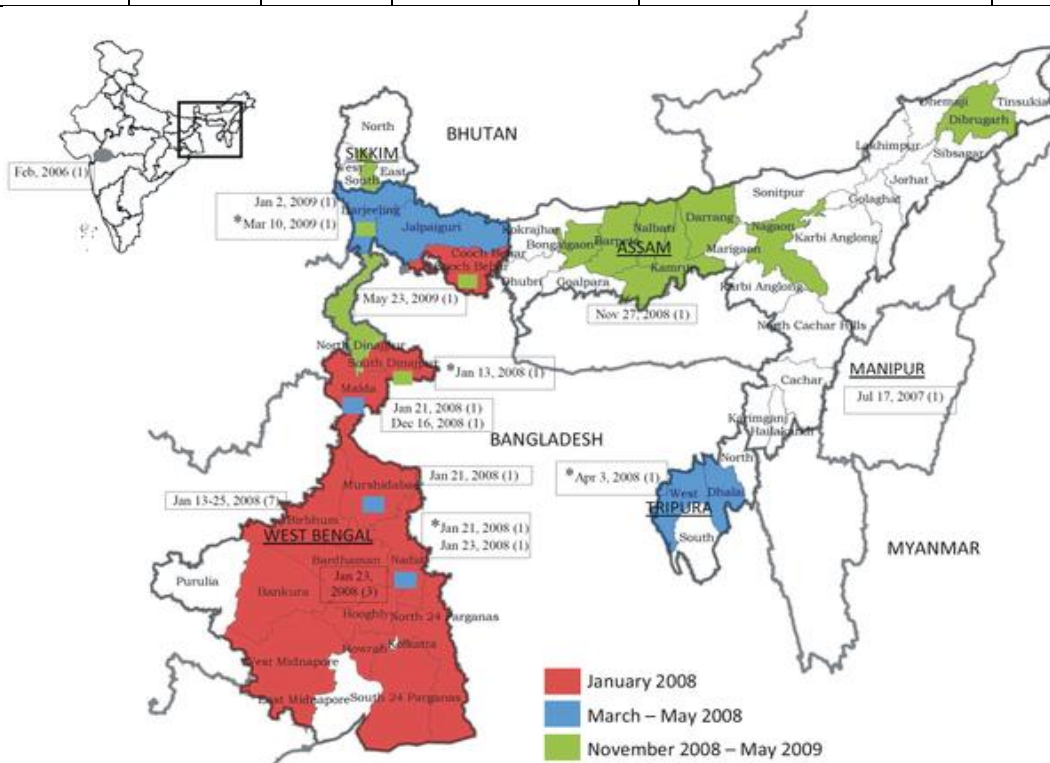 North
BHUTAN
SIKKIM
West
East
South
Feb, 2006 (1)
Jan 2, 2009 (1)
*Mar 10, 2009 (1)
Darjeeling
Jalpaiguri
Cooch Behar
Cooch Behar
May 23, 2009 (1)
North Dinajpur
South Dinajpur
*Jan 13, 2008 (1)
Malda
Jan 21, 2008 (1)
Dec 16, 2008 (1)
BANGLADESH
Murshidabad
Jan 21, 2008 (1)
Jan 13-25, 2008 (7)
Birbhum
WEST BENGAL
*Jan 21, 2008 (1)
Jan 23, 2008 (1)
Purulia
Bardhaman
Nadia
Jan 23,
2008 (3)
Bankura
Hooghly
North 24 Parganas
Howrah
Kolkatra
West Midnapore
East Midnapore
South 24 Parganas
Kokrajhar
Bongaigaon
Barpeta
Nalbari
Darrang
ASSAM
Kamrup
Dhubri
Goalpara
Nov 27, 2008 (1)
Sonitpur
Marigaon
Nagaon
Karbi Anglong
Karbi Anglong
North Cachar Hills
Golaghat
Jorhat
Sibsagar
Lakhimpur
Dhemaji
Dibrugarh
Tinsukia
Cachar
Karimganj
Hailakandi
MANIPUR
Jul 17, 2007 (1)
*Apr 3, 2008 (1)
North
West
Dhalai
TRIPURA
South
MYANMAR
January 2008
March – May 2008
November 2008 – May 2009